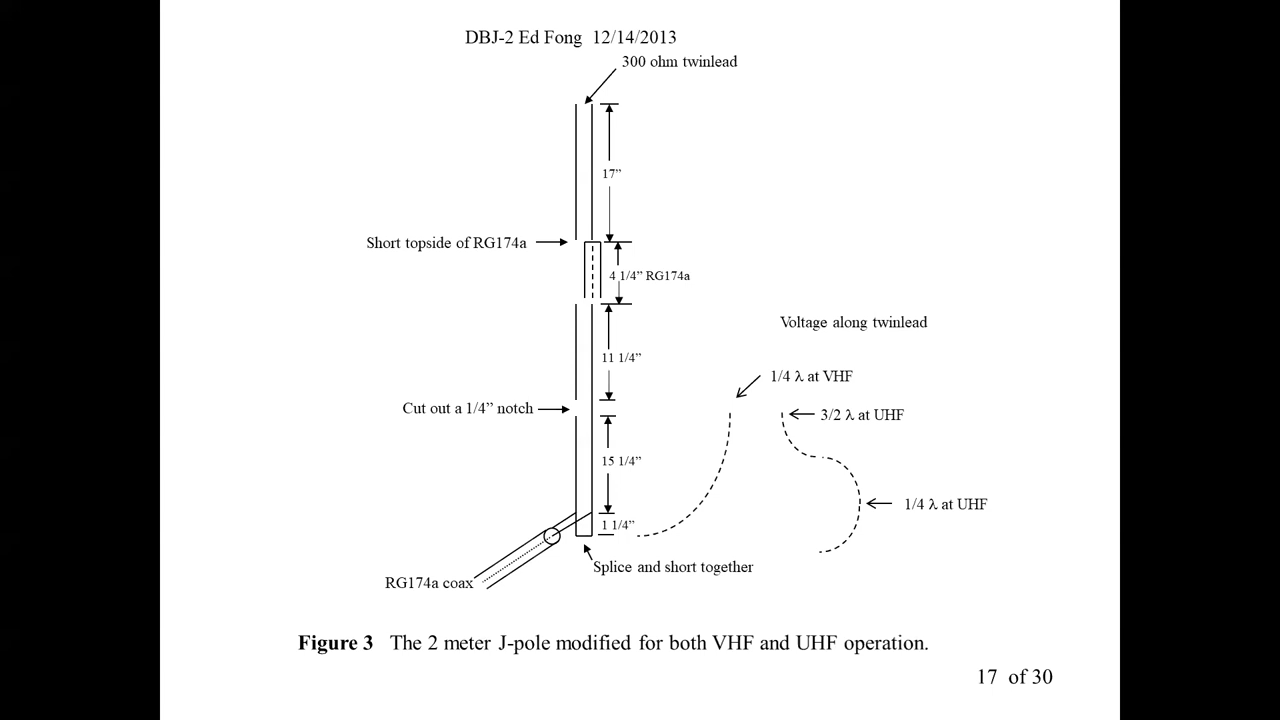 DBJ-2 Ed Fong 12/14/2013
300 ohm twinlead
17”
Short topside of RG174a
4 1/4” RG174a
Voltage along twinlead
11 1/4”
1/4 λ at VHF
Cut out a 1/4” notch
3/2 λ at UHF
15 1/4”
1/4 λ at UHF
1 1/4”
Splice and short together
RG174a coax
Figure 3 The 2 meter J-pole modified for both VHF and UHF operation.
17 of 30